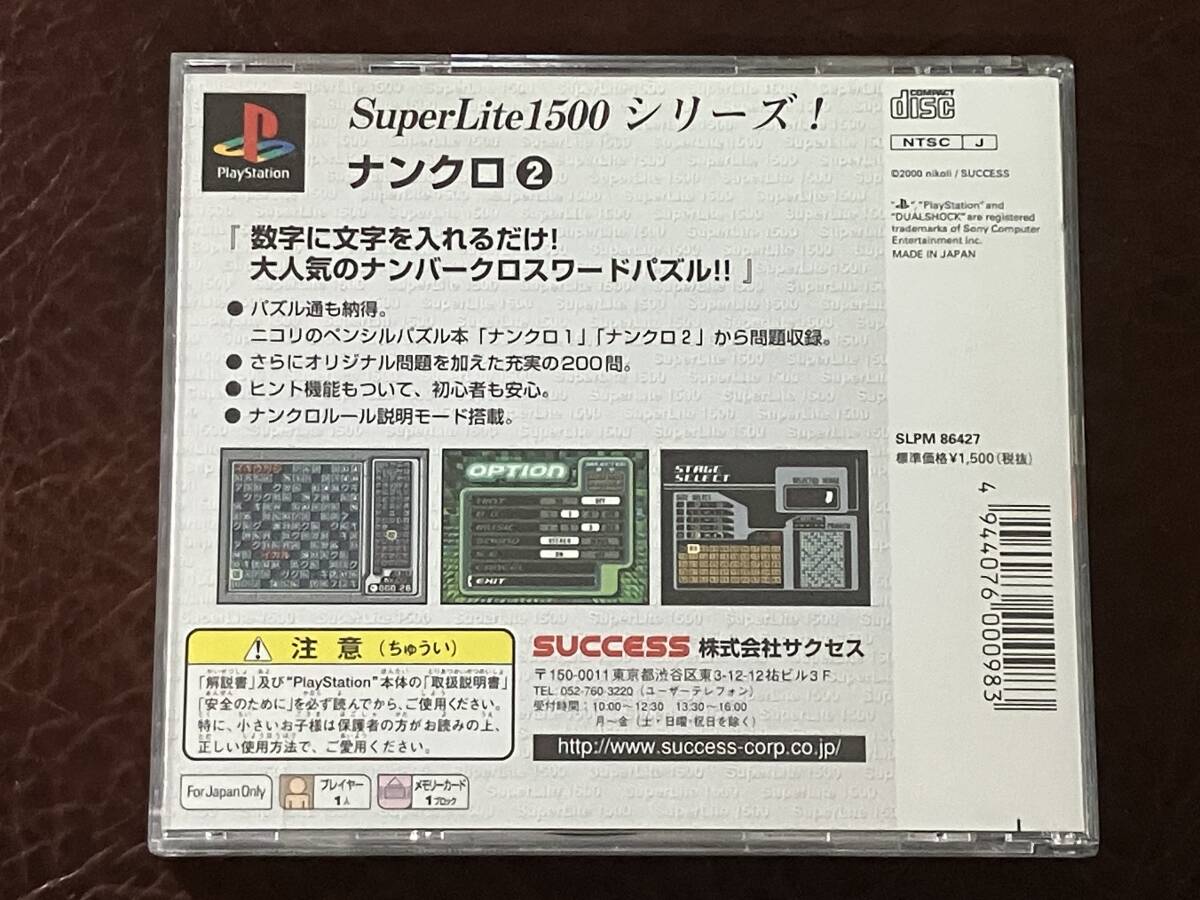 PlayStation
SuperLite1500 シリーズ!
ナンクロ❷
『数字に文字を入れるだけ!
大人気のナンバークロスワードパズル!!』
● パズル通も納得。
ニコリのペンシルパズル本「ナンクロ1」「ナンクロ2」から問題収録。
● さらにオリジナル問題を加えた充実の200問。
● ヒント機能もついて、初心者も安心。
● ナンクロルール説明モード搭載。
OPTION
HINT
OFF
MUSIC
CANCEL
EXIT
STAGE
SELECT
⚠ 注意(ちゅうい)
「解説書」及び"PlayStation"本体の「取扱説明書」
「安全のために」を必ず読んでから、ご使用ください。
特に、小さいお子様は保護者の方がお読みの上、
正しい使用方法で、ご愛用ください。
For Japan Only
プレイヤー
1人
メモリーカード
1ブロック
SUCCESS 株式会社サクセス
〒150-0011東京都渋谷区東3-12-12祐ビル3F
TEL: 052-760-3220(ユーザーテレフォン)
受付時間:10:00~12:30 13:30~16:00
月~金(土・日曜・祝日を除く)
http://www.success-corp.co.jp/
COMPACT
disc
NTSC J
©2000 nikoli / SUCCESS
"PS", "PlayStation" and
"DUALSHOCK" are registered
trademarks of Sony Computer
Entertainment Inc.
MADE IN JAPAN
SLPM 86427
標準価格¥1,500(税抜)
4 944076 000983